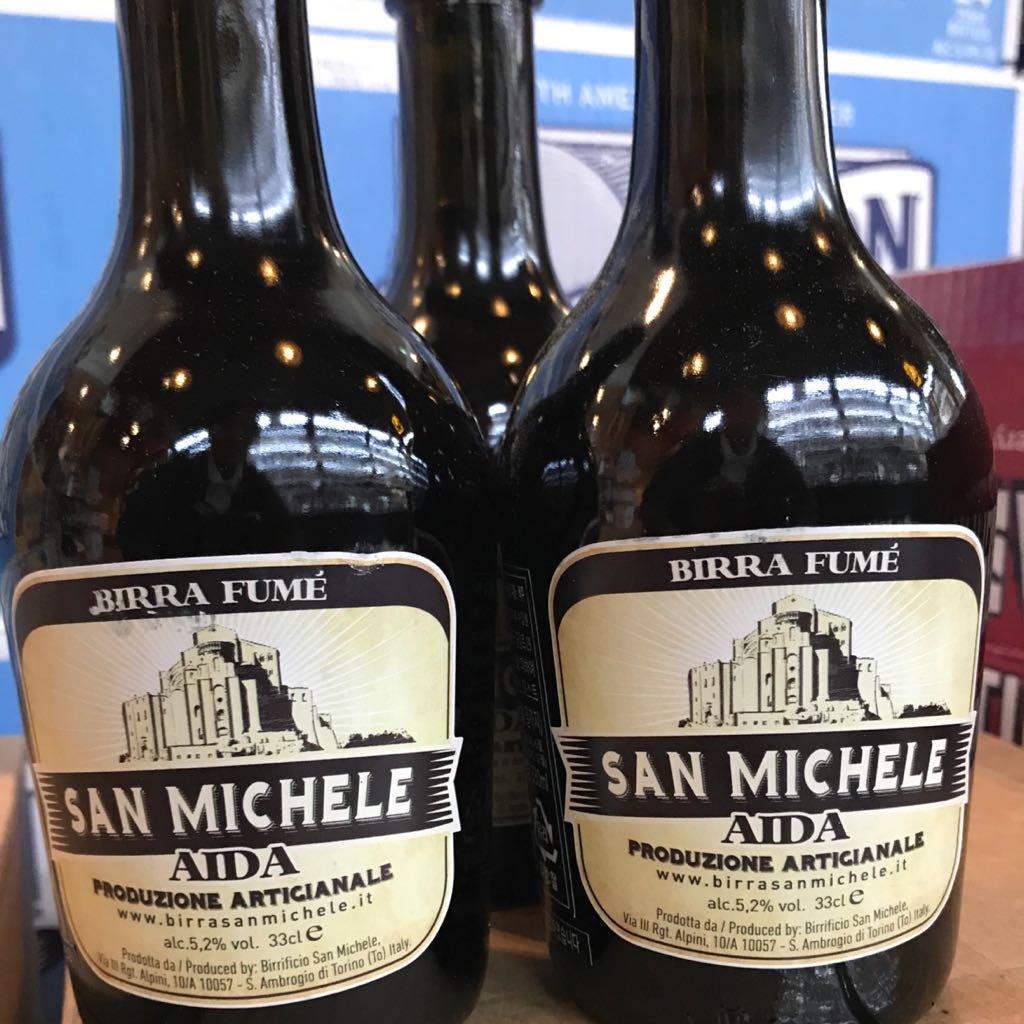 TH AME
BIRRA FUMÉ
SAN MICHELE
AIDA
PRODUZIONE ARTIGIANALE
www.birrasanmichele.it
alc.5,2% vol. 33cl e
Prodotta da / Produced by: Birrificio San Michele,
Via III Rgt. Alpini, 10/A 10057 - S. Ambrogio di Torino (To) Italy.
BIRRA FUMÉ
SAN MICHELE
AIDA
PRODUZIONE ARTIGIANALE
www.birrasanmichele.it
alc.5,2% vol. 33cl e
Prodotta da / Produced by: Birrificio San Michele,
Via III Rgt. Alpini, 10/A 10057 - S. Ambrogio di Torino (To) Italy.